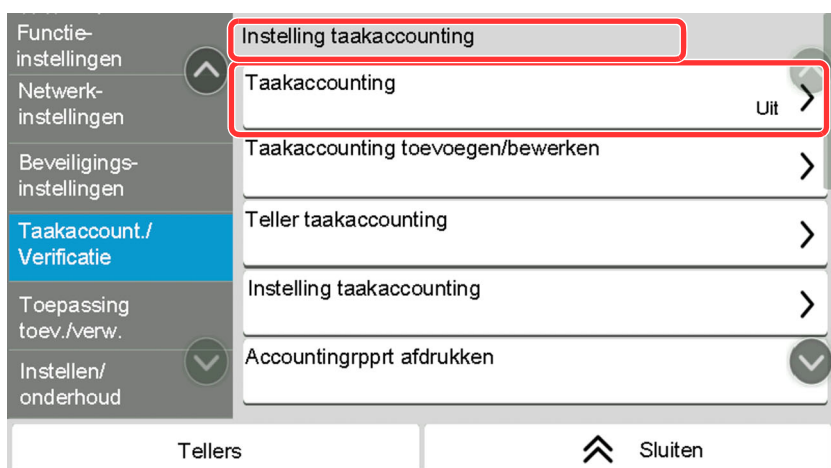 Functie-
instellingen
Netwerk-
instellingen
Beveiligings-
instellingen
Taakaccount./
Verificatie
Toepassing
toev./verw.
Instellen/
onderhoud
Instelling taakaccounting
Taakaccounting
Uit
Taakaccounting toevoegen/bewerken
Teller taakaccounting
Instelling taakaccounting
Accountingrpprt afdrukken
Tellers
Sluiten